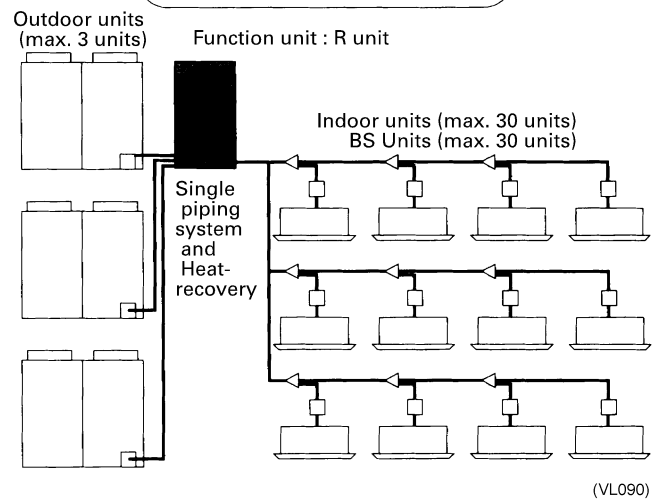 Outdoor units
(max. 3 units)
Function unit : R unit
Indoor units (max. 30 units)
BS Units (max. 30 units)
Single
piping
system
and
Heat-
recovery
(VL090)